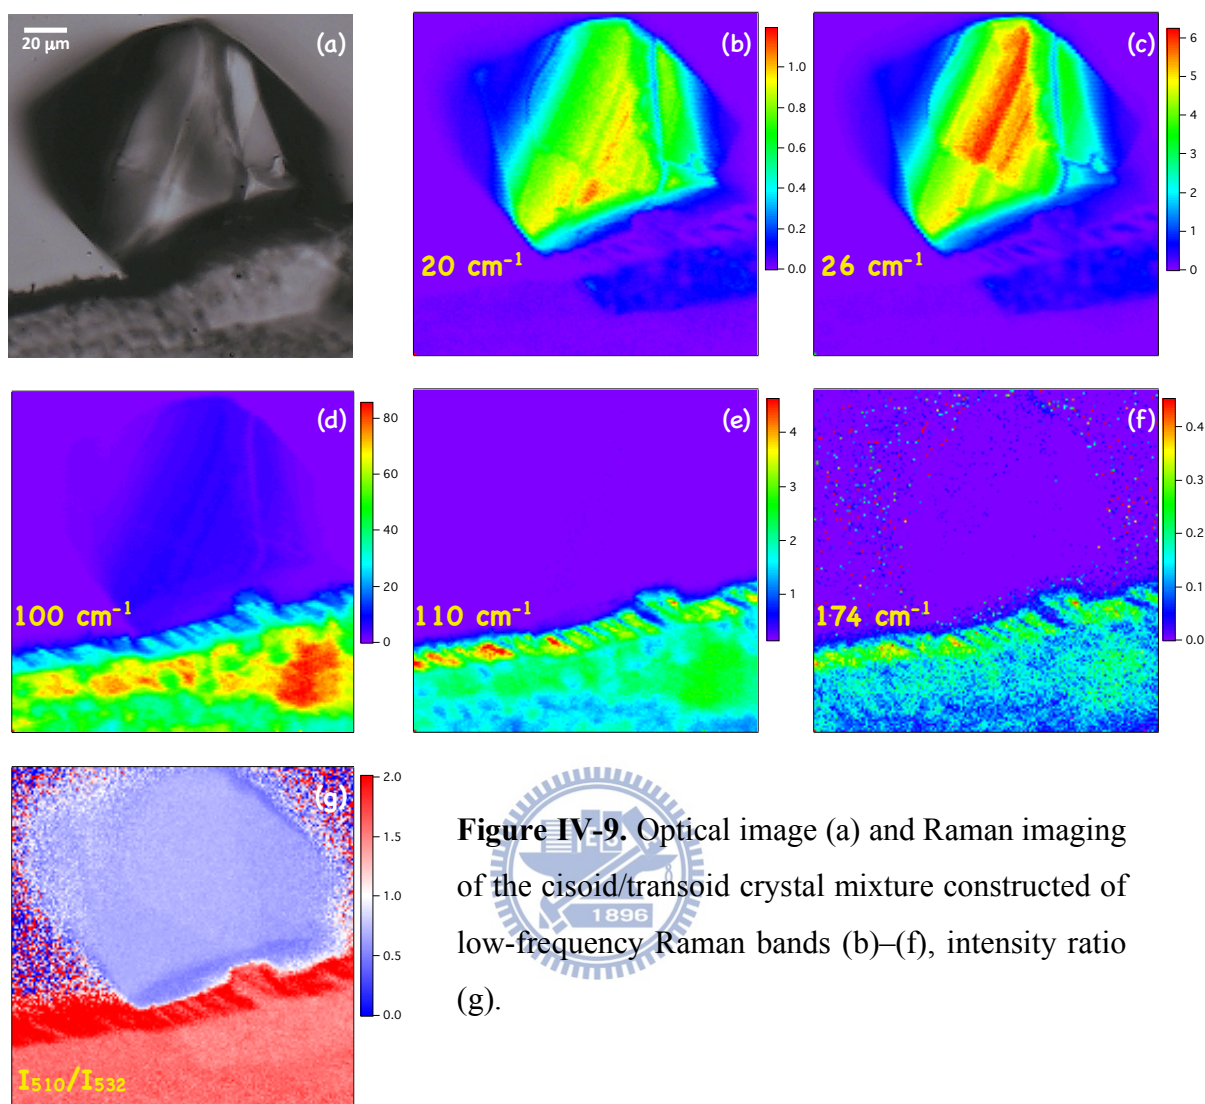 20 µm
(a)
(b)
1.0
0.8
0.6
0.4
0.2
0.0
20 cm⁻¹
(c)
6
5
4
3
2
1
0
26 cm⁻¹
(d)
80
60
40
20
0
100 cm⁻¹
(e)
4
3
2
1
110 cm⁻¹
(f)
0.4
0.3
0.2
0.1
0.0
174 cm⁻¹
(g)
2.0
1.5
1.0
0.5
0.0
I₅₁₀/I₅₃₂
Figure IV-9. Optical image (a) and Raman imaging
of the cisoid/transoid crystal mixture constructed of
low-frequency Raman bands (b)–(f), intensity ratio
(g).
1896